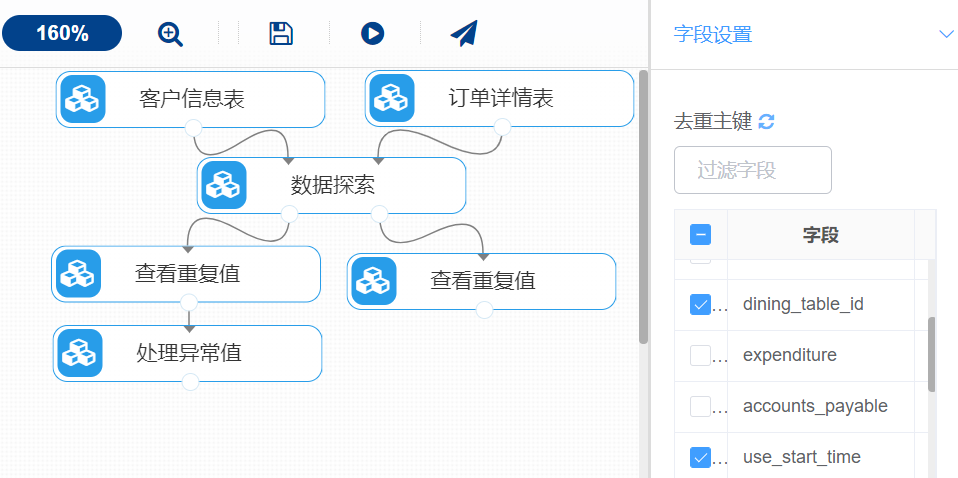 160%
客户信息表
订单详情表
数据探索
查看重复值
查看重复值
处理异常值
字段设置
去重主键
过滤字段
字段
... dining_table_id
... expenditure
... accounts_payable
... use_start_time